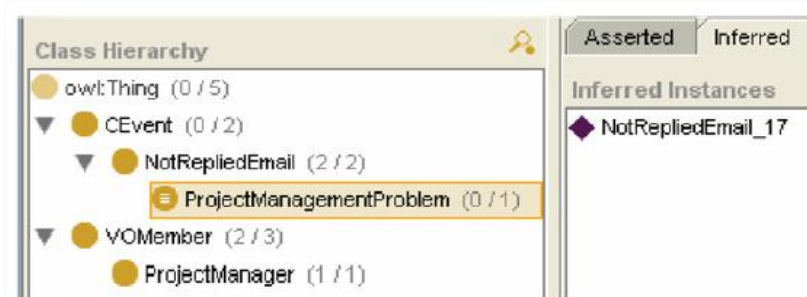 Class Hierarchy
owl:Thing (0 / 5)
CEvent (0 / 2)
NotRepliedEmail (2 / 2)
ProjectManagementProblem (0 / 1)
VOMember (2 / 3)
ProjectManager (1 / 1)
Asserted Inferred
Inferred Instances
NotRepliedEmail_17